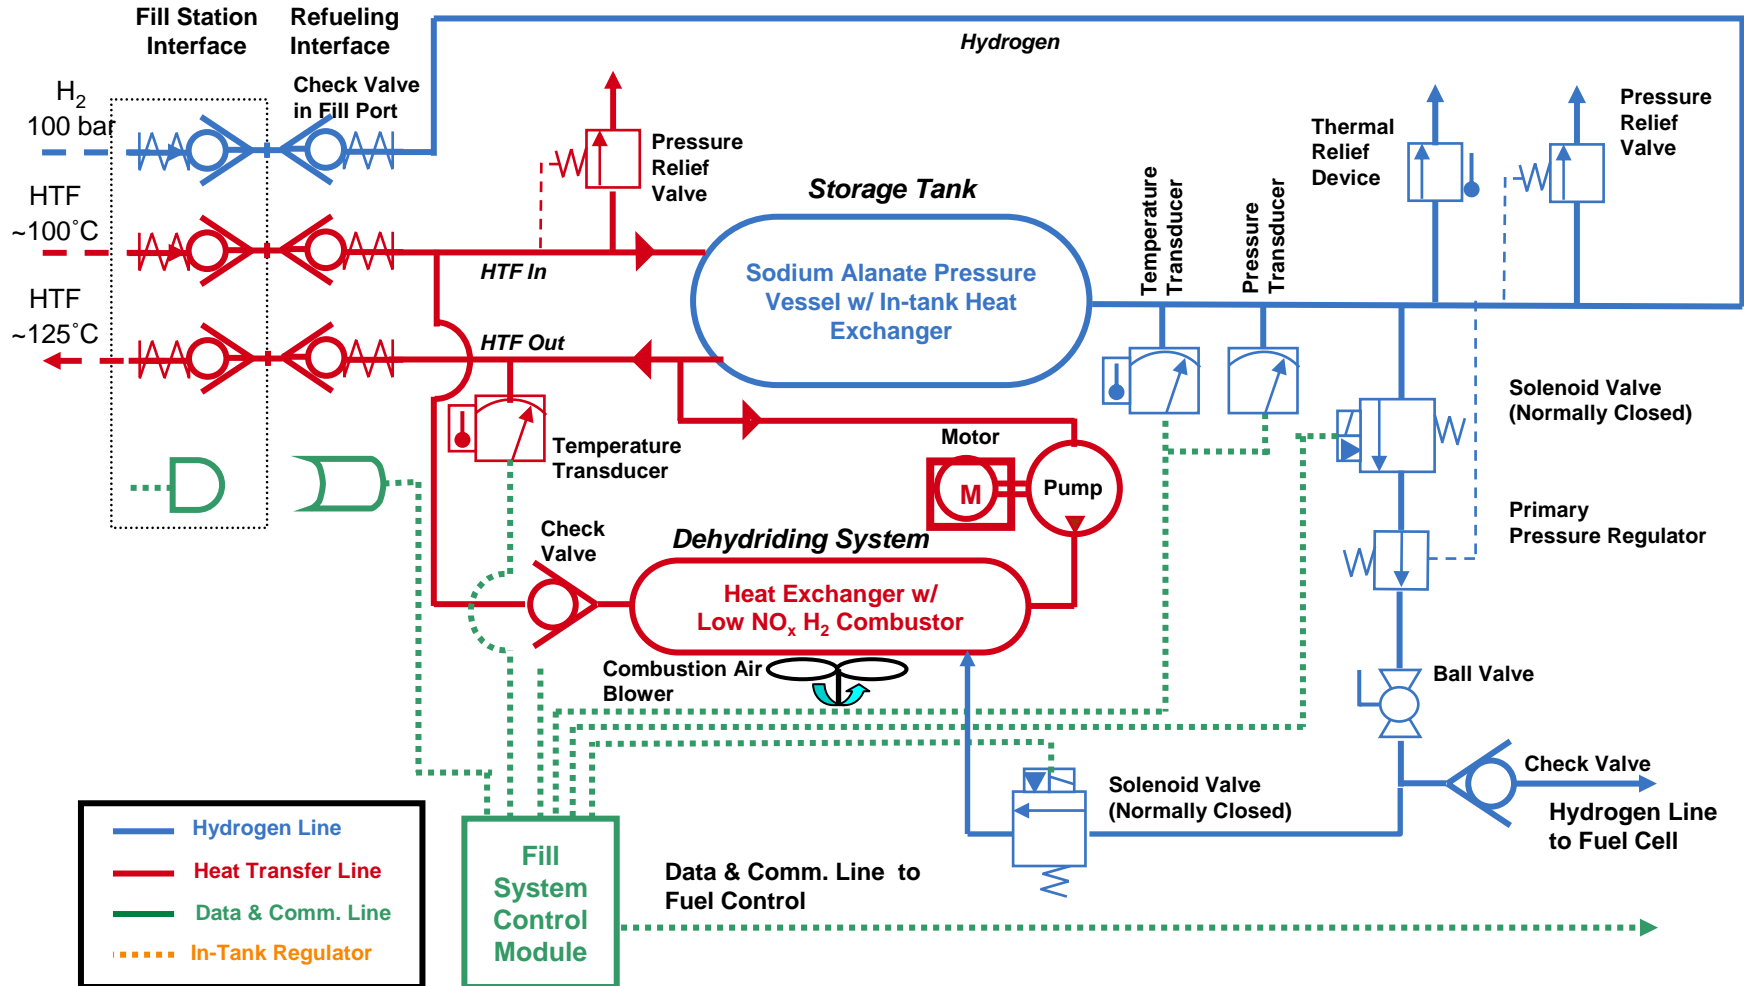 Fill Station
Interface
Refueling
Interface
Hydrogen
H2
100 bar
Check Valve
in Fill Port
HTF
~100°C
HTF
~125°C
Pressure
Relief
Valve
Storage Tank
Sodium Alanate Pressure
Vessel w/ In-tank Heat
Exchanger
HTF In
HTF Out
Temperature
Transducer
Pressure
Transducer
Thermal
Relief
Device
Pressure
Relief
Valve
Solenoid Valve
(Normally Closed)
Temperature
Transducer
Motor
M
Pump
Primary
Pressure Regulator
Check
Valve
Dehydriding System
Heat Exchanger w/
Low NOx H2 Combustor
Combustion Air
Blower
Ball Valve
Check Valve
Hydrogen Line
to Fuel Cell
Solenoid Valve
(Normally Closed)
Hydrogen Line
Heat Transfer Line
Data & Comm. Line
In-Tank Regulator
Fill
System
Control
Module
Data & Comm. Line to
Fuel Control